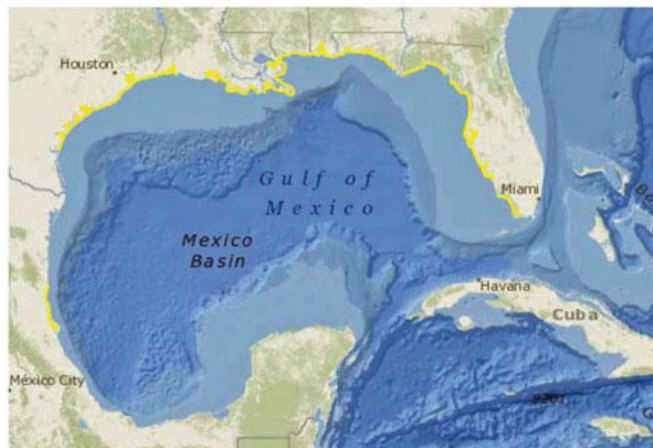 Houston
Gulf of
Mexico
Miami
Mexico
Basin
Havana
Cuba
México City